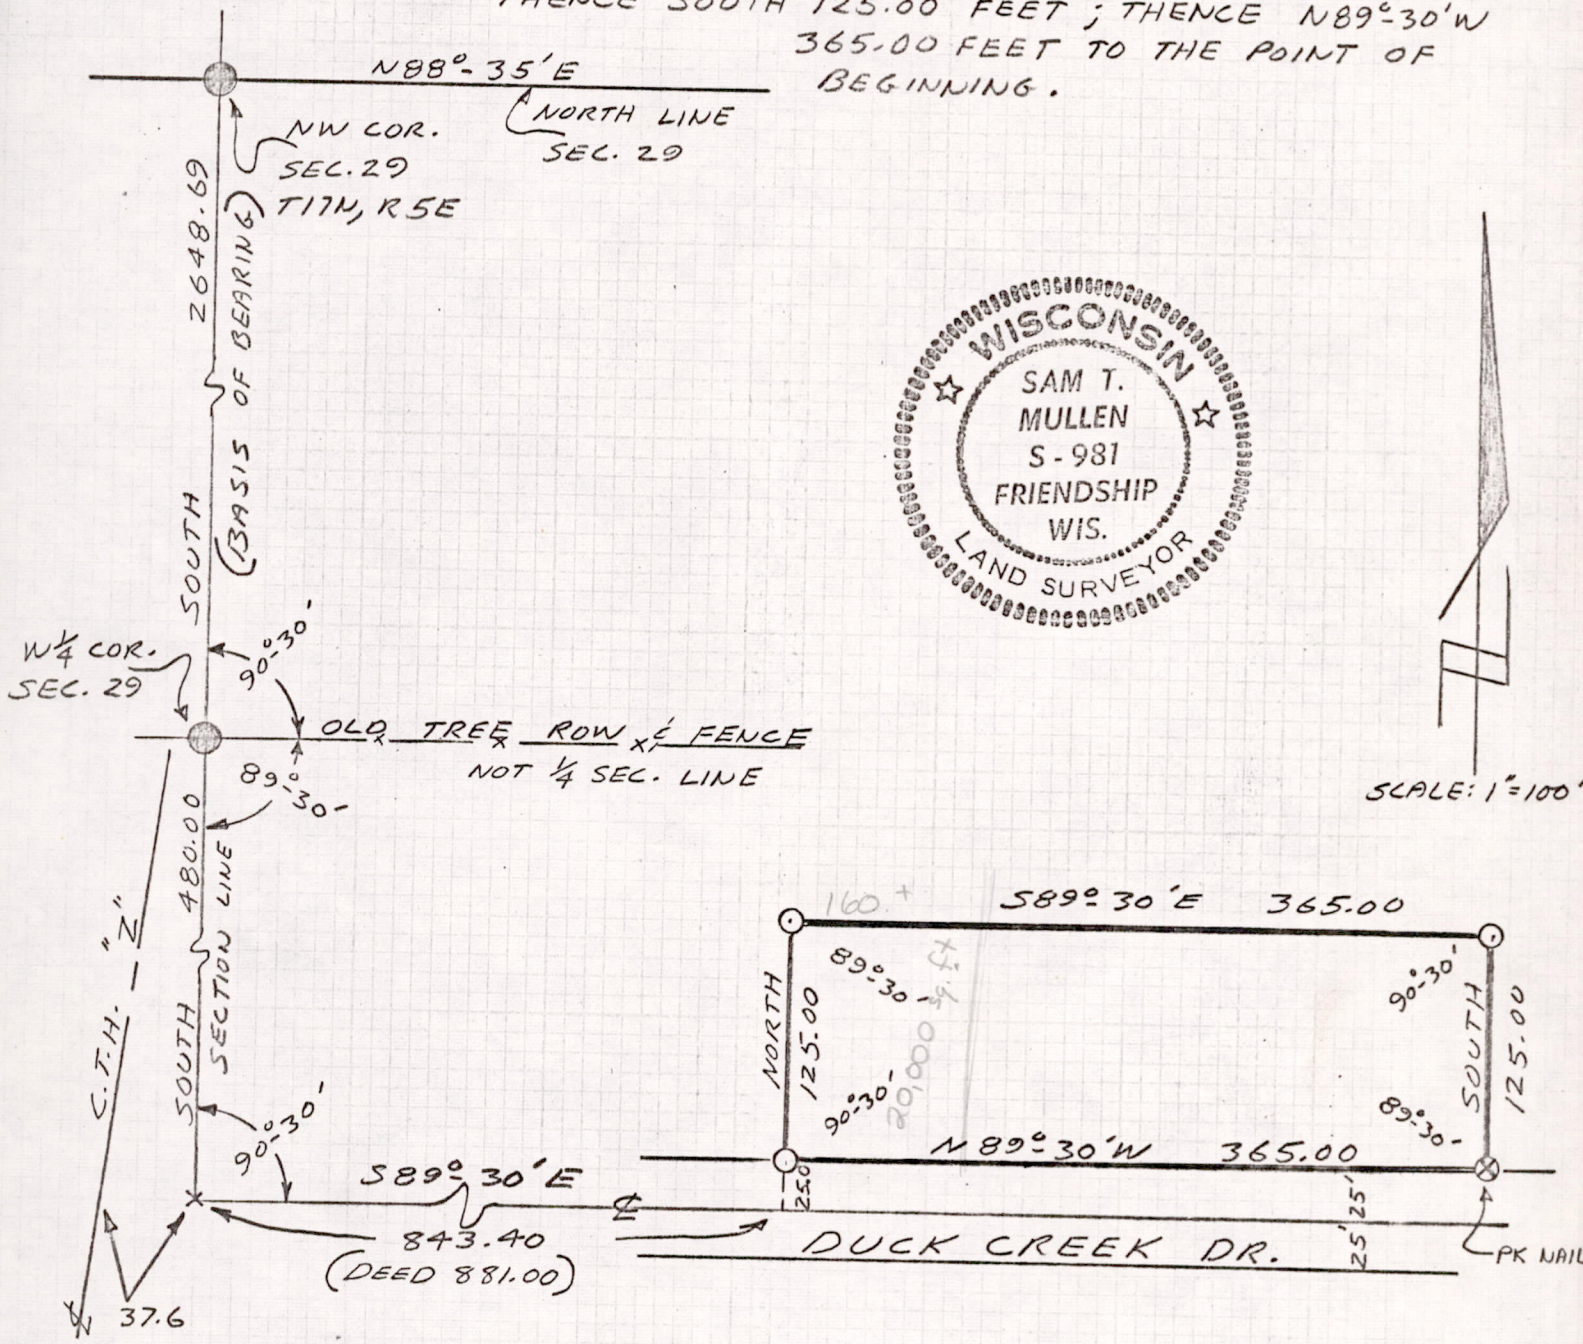 THENCE SOUTH 125.00 FEET ; THENCE N89°-30'W
365.00 FEET TO THE POINT OF
BEGINNING.
N88°-35'E
NORTH LINE
SEC. 29
NW COR.
SEC. 29
T17N, R5E
2648.69
SOUTH
(BASIS OF BEARING)
WISCONSIN
SAM T.
MULLEN
S-981
FRIENDSHIP
WIS.
LAND SURVEYOR
N
SCALE: 1"=100'
W¼ COR.
SEC. 29
90°-30'
OLD TREE ROW & FENCE
NOT ¼ SEC. LINE
89°-30'
480.00
SOUTH
SECTION LINE
C.T.H. "Z"
90°-30'
S89°30'E
843.40
(DEED 881.00)
37.6
160.+
S89°30'E 365.00
89°-30'
90°-30'
NORTH
125.00
20,000 sq. ft
SOUTH
125.00
90°-30'
89°-30'
N89°-30'W 365.00
25.0
25'
25'
DUCK CREEK DR.
PK NAIL